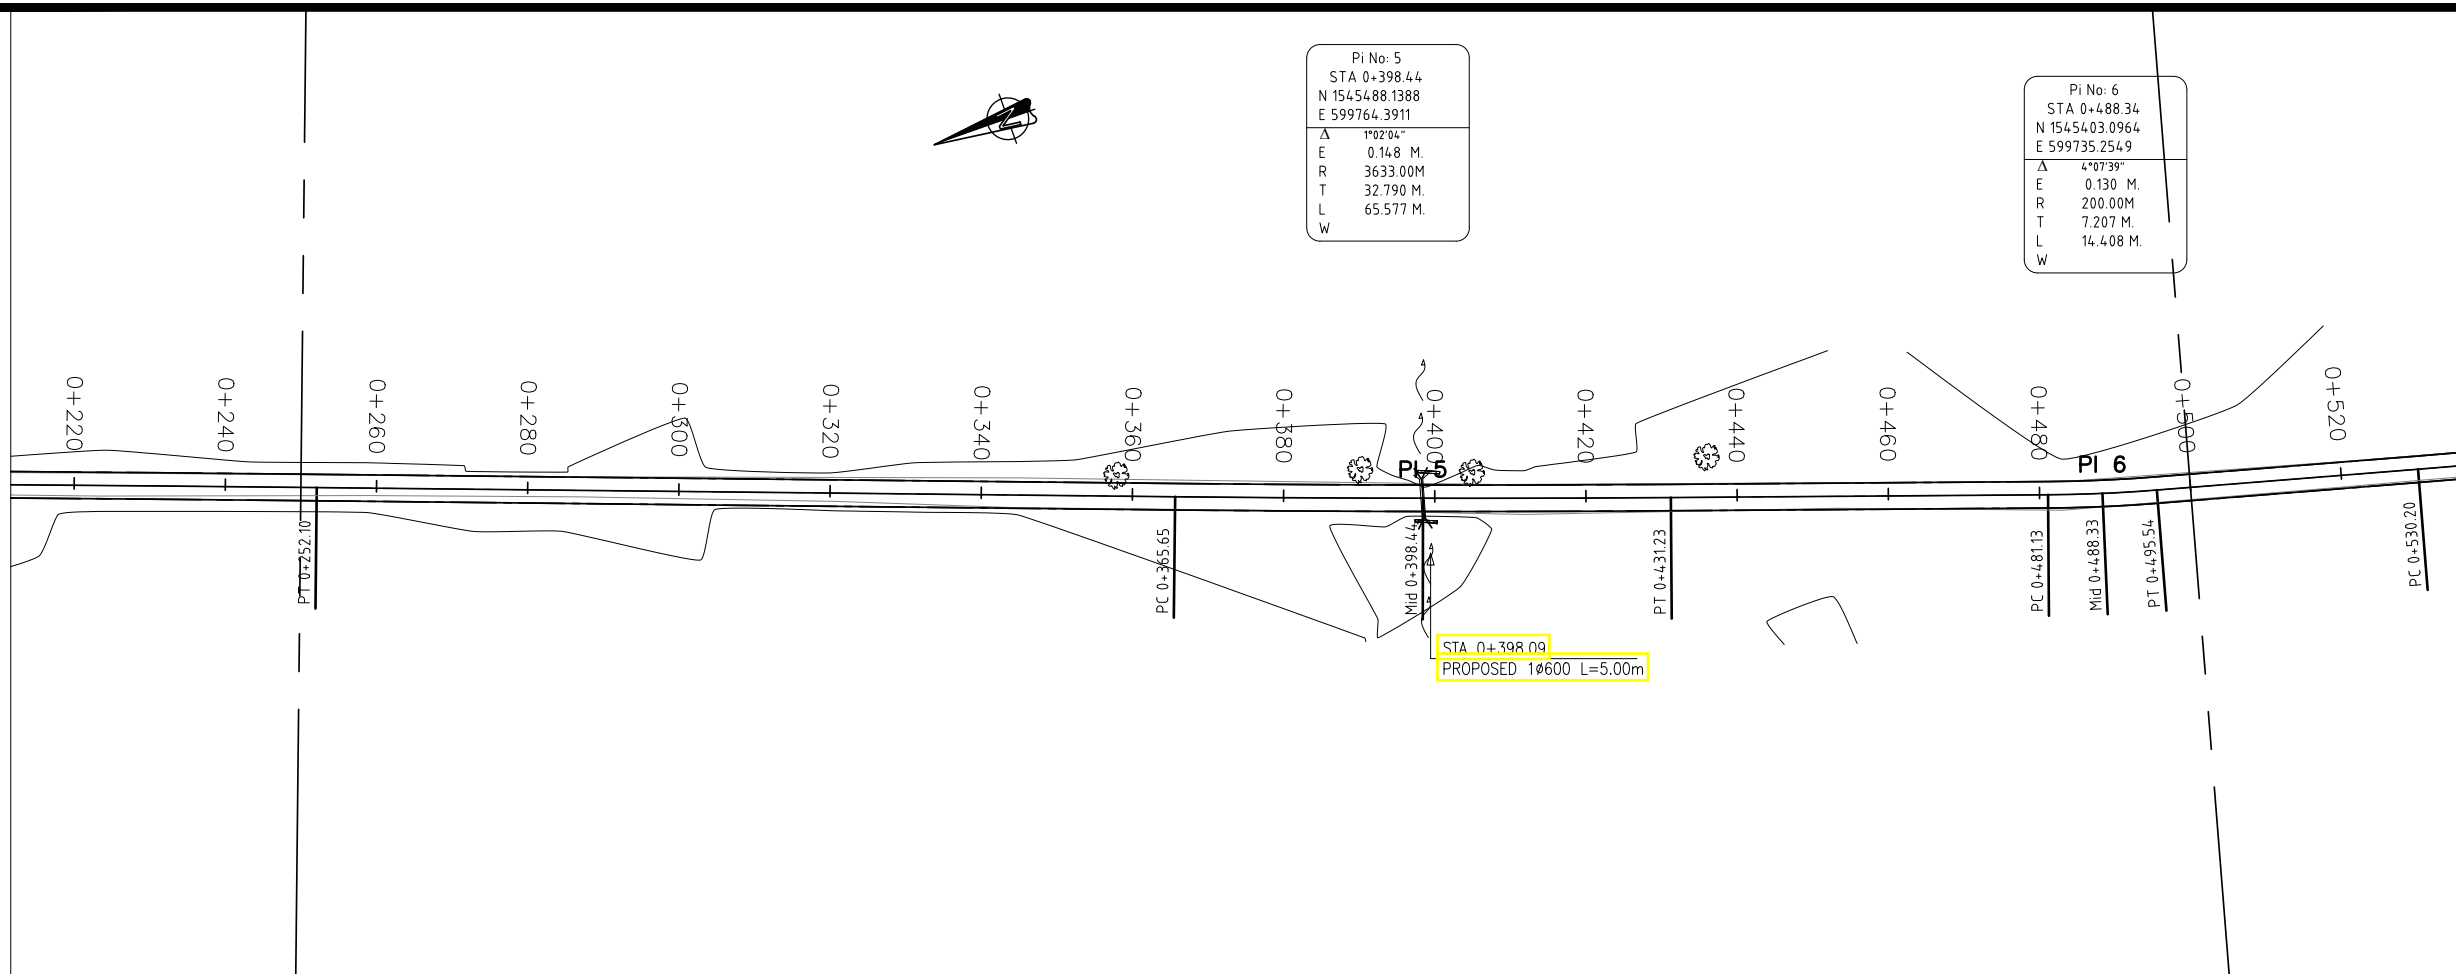 Pi No: 5
STA 0+398.44
N 1545488.1388
E 599764.3911
Δ 1°02'04"
E 0.148 M.
R 3633.00M
T 32.790 M.
L 65.577 M.
W
Pi No: 6
STA 0+488.34
N 1545403.0964
E 599735.2549
Δ 4°07'39"
E 0.130 M.
R 200.00M
T 7.207 M.
L 14.408 M.
W
N
0+220
0+240
0+260
0+280
0+300
0+320
0+340
0+360
0+380
0+400
0+420
0+440
0+460
0+480
0+500
0+520
PI 5
PI 6
PT 0+252.10
PC 0+365.65
Mid 0+398.44
PT 0+431.23
PC 0+481.13
Mid 0+488.33
PT 0+495.54
PC 0+530.20
STA 0+398.09
PROPOSED 1ø600 L=5.00m